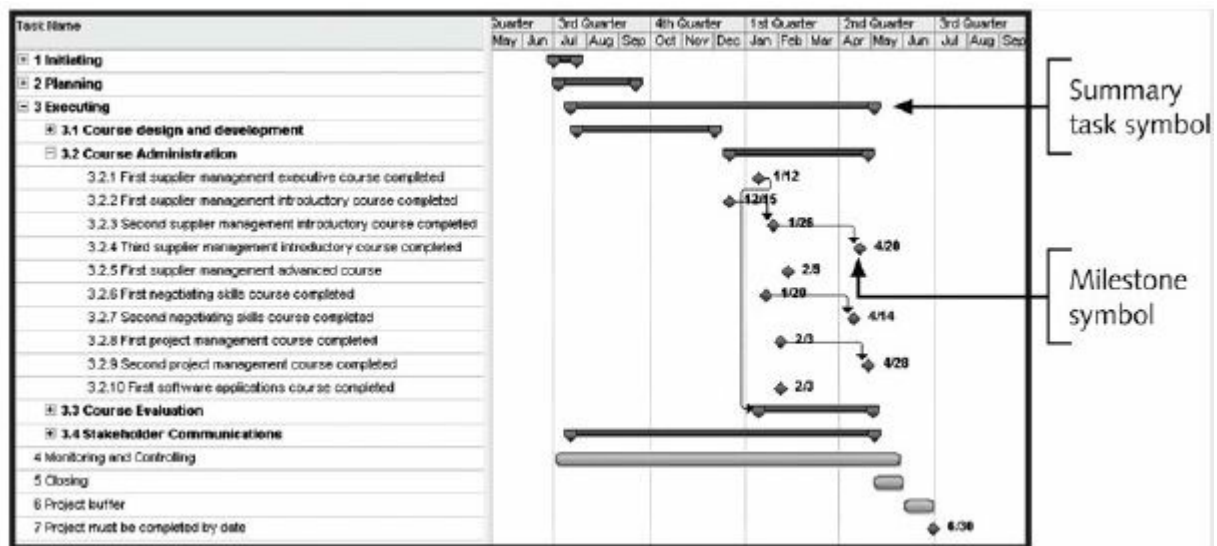 Task Name
Quarter 3rd Quarter 4th Quarter 1st Quarter 2nd Quarter 3rd Quarter
May Jun Jul Aug Sep Oct Nov Dec Jan Feb Mar Apr May Jun Jul Aug Sep
1 Initiating
2 Planning
3 Executing
3.1 Course design and development
3.2 Course Administration
3.2.1 First supplier management executive course completed 1/12
3.2.2 First supplier management introductory course completed 12/15
3.2.3 Second supplier management introductory course completed 1/26
3.2.4 Third supplier management introductory course completed 4/20
3.2.5 First supplier management advanced course
3.2.6 First negotiating skills course completed 1/20
3.2.7 Second negotiating skills course completed 4/14
3.2.8 First project management course completed 2/3
3.2.9 Second project management course completed 4/28
3.2.10 First software applications course completed 2/3
3.3 Course Evaluation
3.4 Stakeholder Communications
4 Monitoring and Controlling
5 Closing
6 Project buffer
7 Project must be completed by date 6/30
Summary
task symbol
Milestone
symbol